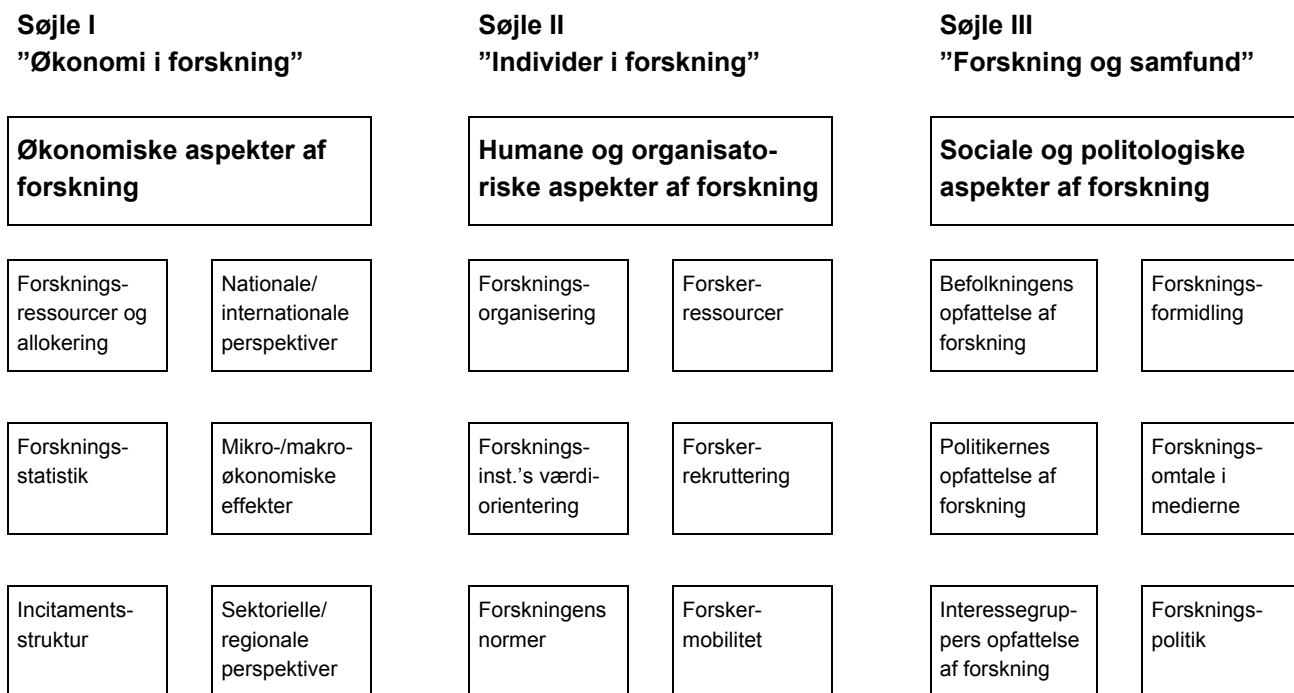 Søjle I
”Økonomi i forskning”
Søjle II
”Individer i forskning”
Søjle III
”Forskning og samfund”
Økonomiske aspekter af
forskning
Humane og organisato-
riske aspekter af forskning
Sociale og politologiske
aspekter af forskning
Forsknings-
ressourcer og
allokering
Nationale/
internationale
perspektiver
Forsknings-
organisering
Forsker-
ressourcer
Befolkningens
opfattelse af
forskning
Forsknings-
formidling
Forsknings-
statistik
Mikro-/makro-
økonomiske
effekter
Forsknings-
inst.’s værdi-
orientering
Forsker-
rekruttering
Politikernes
opfattelse af
forskning
Forsknings-
omtale i
medierne
Incitaments-
struktur
Sektorielle/
regionale
perspektiver
Forskningens
normer
Forsker-
mobilitet
Interessegrup-
pers opfattelse
af forskning
Forsknings-
politik